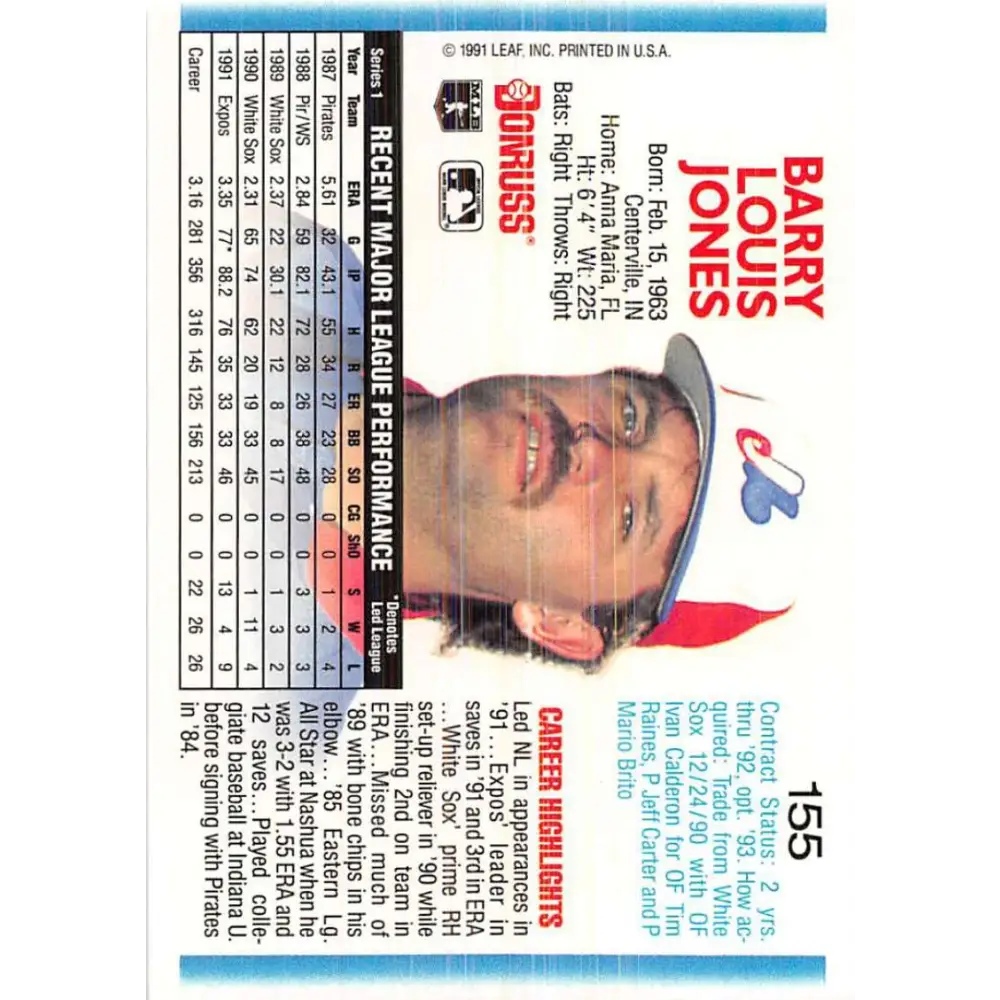 BARRY
LOUIS
JONES
155
Born: Feb. 15, 1963
Centerville, IN
Home: Anna Maria, FL
Ht: 6'4" Wt: 225
Bats: Right Throws: Right
DONRUSS®
© 1991 LEAF, INC. PRINTED IN U.S.A.
MLB
Contract Status: 2 yrs.
thru '92, opt. '93. How ac-
quired: Trade from White
Sox 12/24/90 with OF
Ivan Calderon for OF Tim
Raines, P Jeff Carter and P
Mario Brito
CAREER HIGHLIGHTS
Led NL in appearances in
'91...Expos' leader in
saves in '91 and 3rd in ERA
...White Sox' prime RH
set-up reliever in '90 while
finishing 2nd on team in
ERA...Missed much of
'89 with bone chips in his
elbow...'85 Eastern Lg.
All Star at Nashua when he
was 3-2 with 1.55 ERA and
12 saves...Played colle-
giate baseball at Indiana U.
before signing with Pirates
in '84.
Series 1 RECENT MAJOR LEAGUE PERFORMANCE *Denotes
Led League
Year Team ERA G IP H R ER BB SO CG ShO S W L
1987 Pirates 5.61 32 43.1 55 34 27 23 28 0 0 1 2 4
1988 Pir/WS 2.84 59 82.1 72 28 26 38 48 0 0 3 3 3
1989 White Sox 2.37 22 30.1 22 12 8 8 17 0 0 1 3 2
1990 White Sox 2.31 65 74 62 20 19 33 45 0 0 1 11 4
1991 Expos 3.35 77* 88.2 76 35 33 33 46 0 0 13 4 9
Career 3.16 281 356 316 145 125 156 213 0 0 22 26 26